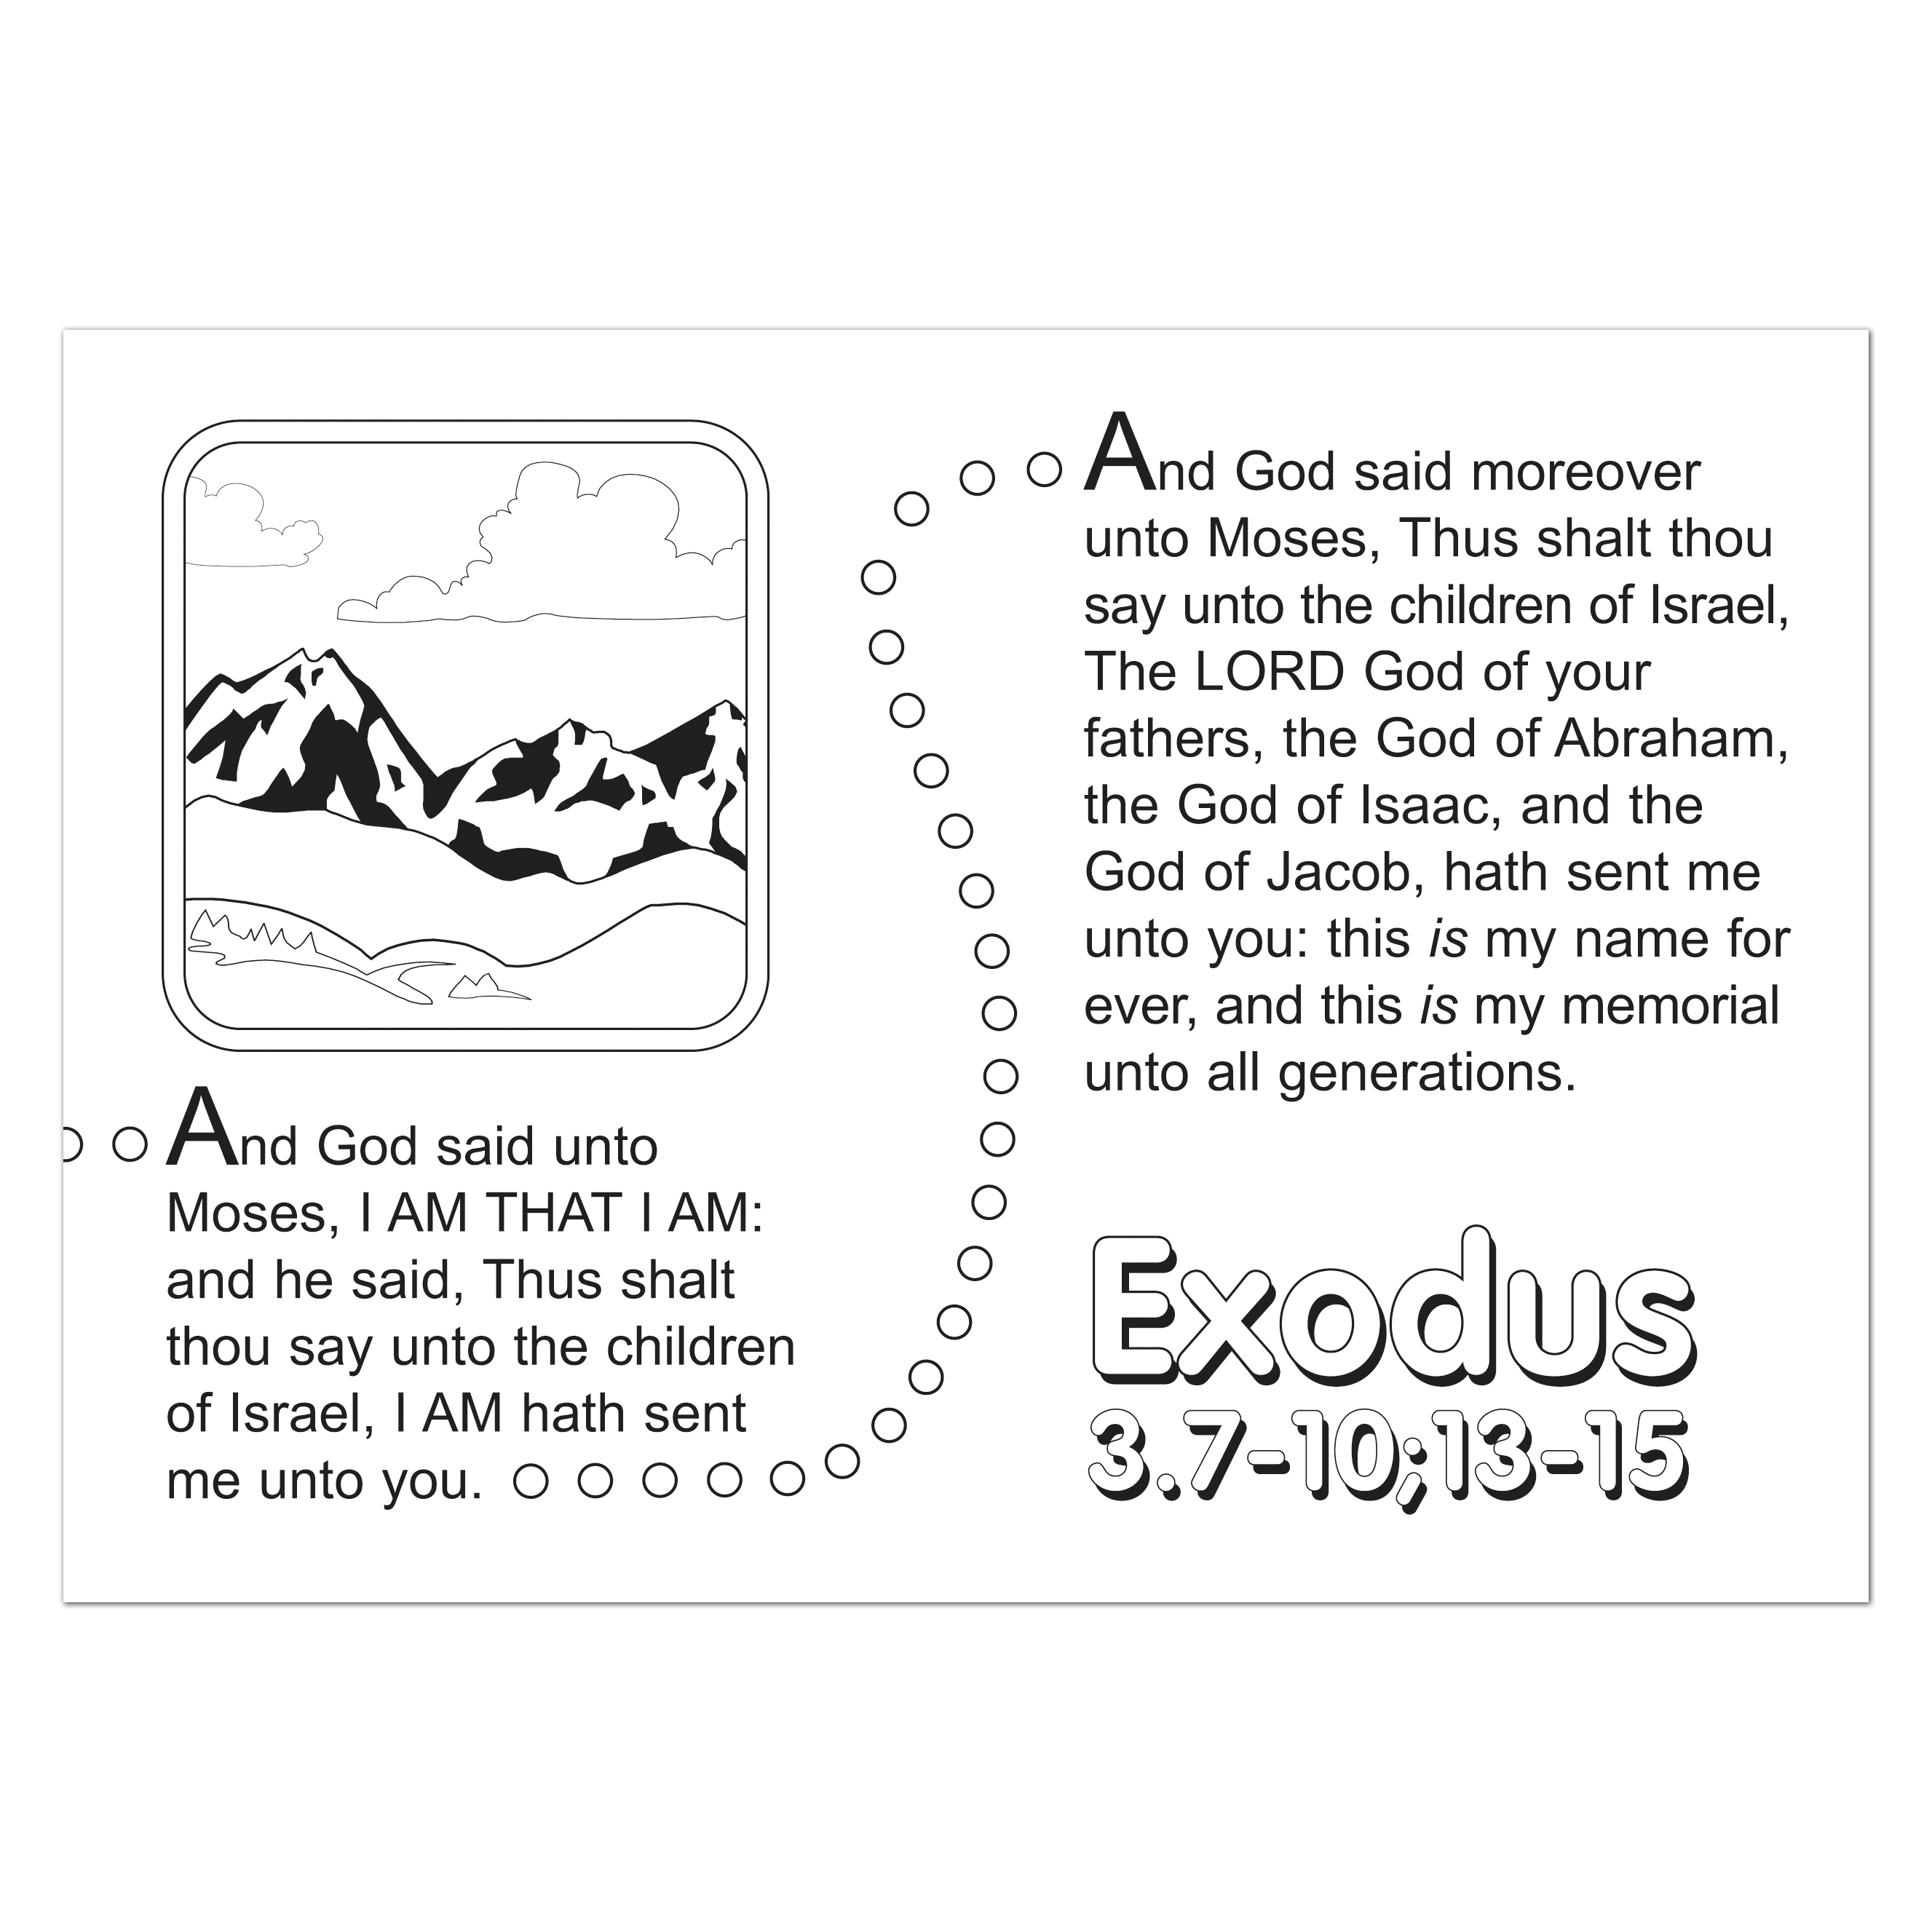 And God said unto
Moses, I AM THAT I AM:
and he said, Thus shalt
thou say unto the children
of Israel, I AM hath sent
me unto you.
And God said moreover
unto Moses, Thus shalt thou
say unto the children of Israel,
The LORD God of your
fathers, the God of Abraham,
the God of Isaac, and the
God of Jacob, hath sent me
unto you: this is my name for
ever, and this is my memorial
unto all generations.
Exodus
3.7-10;13-15